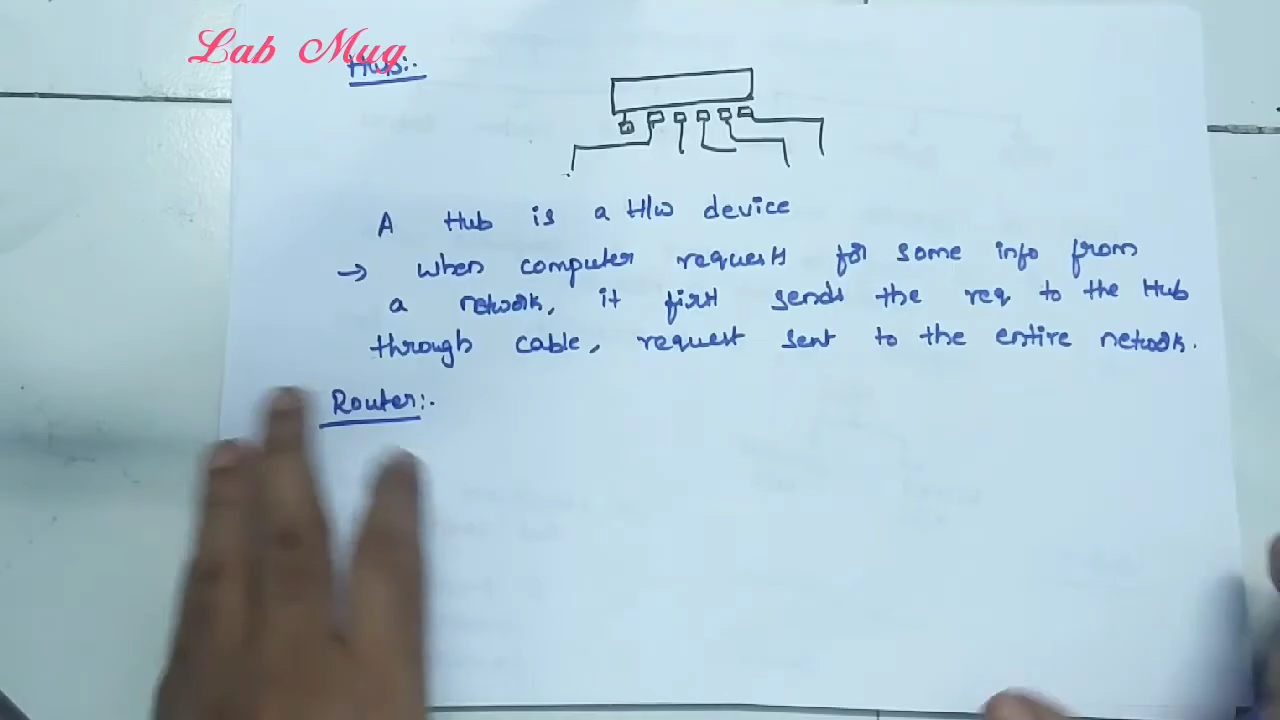 Lab Mug
Hub:.
A Hub is a H/W device
→ when computer requests for some info from
a network, it first sends the req to the Hub
through cable, request sent to the entire network.
Router:.